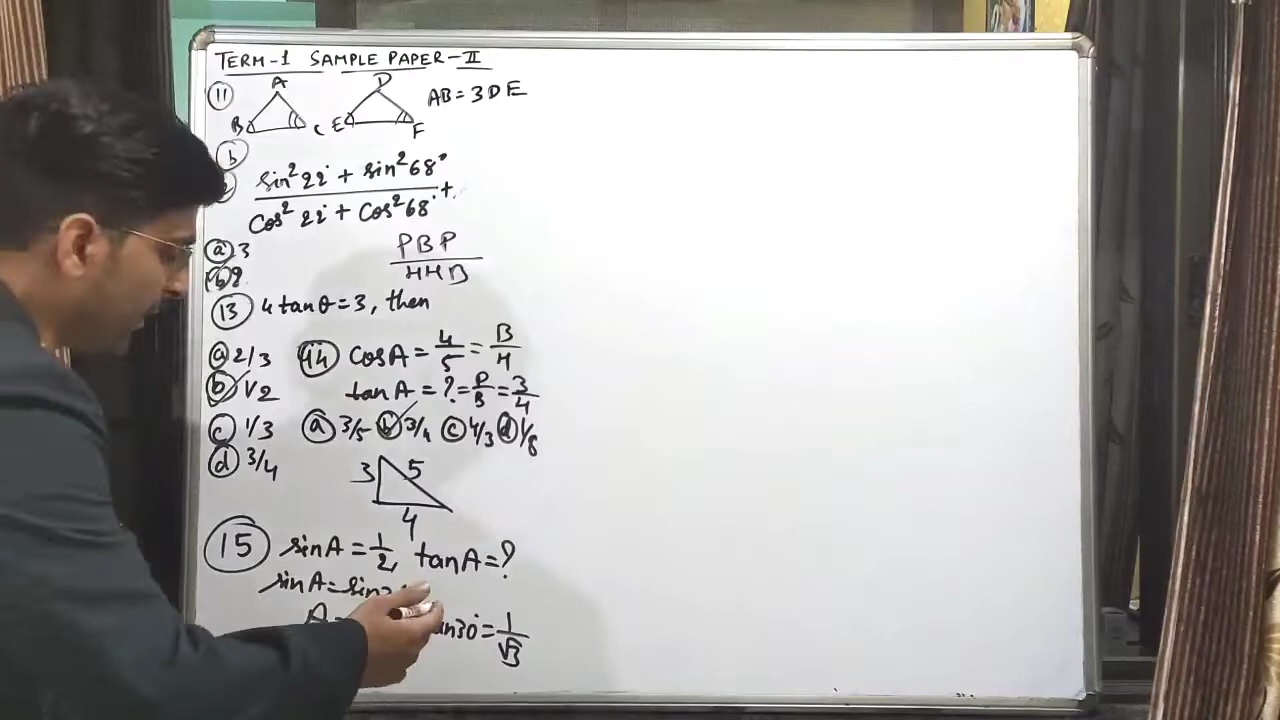 TERM-1 SAMPLE PAPER-II
11 A D AB = 3DE
B C E F
b
sin²22° + sin²68° +
cos²22° + cos²68°
a 3
b 2
PBP
HHB
13 4 tanθ = 3, then
a 2/3
b 1/2
c 1/3
d 3/4
14 cosA = 4/5 = B/H
tanA = ? = P/B = 3/4
a 3/5 b 3/4 c 4/3 d 1/8
3 5
4
15 sinA = 1/2, tanA = ?
sinA = sin
A = 30° = 1/√3